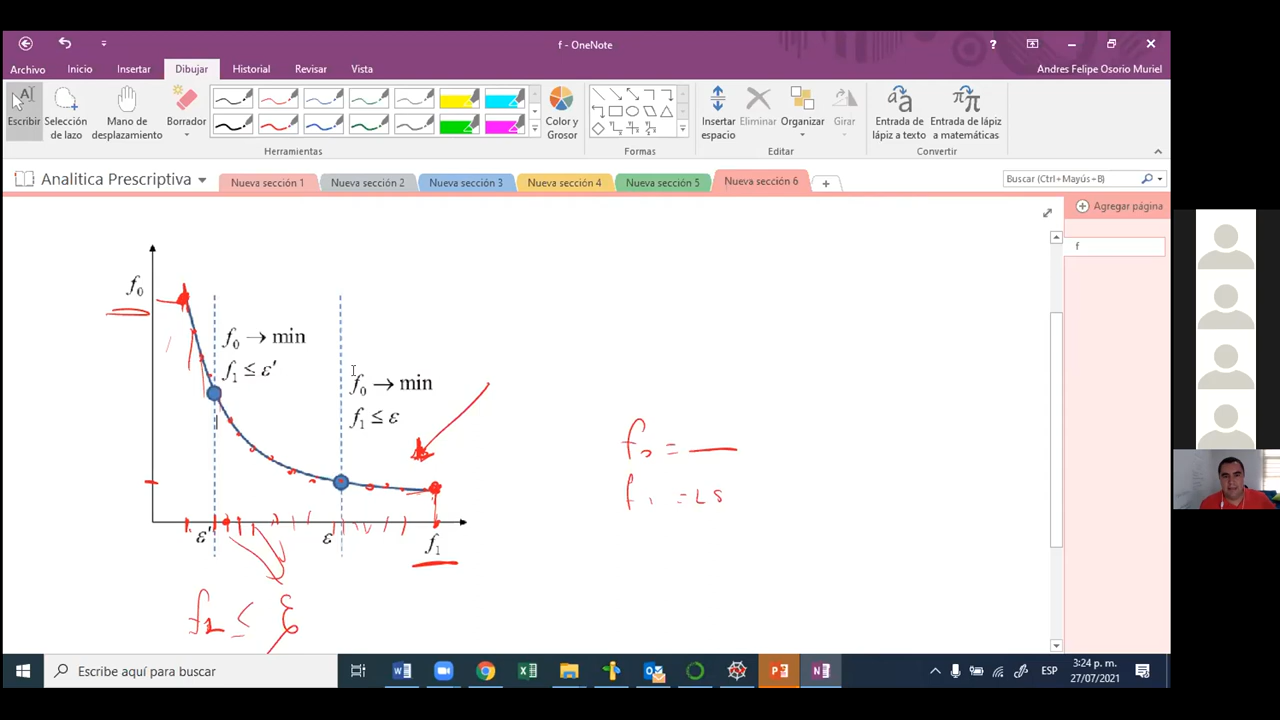 f - OneNote
?
Archivo
Inicio
Insertar
Dibujar
Historial
Revisar
Vista
Andres Felipe Osorio Muriel
Escribir
Selección de lazo
Mano de desplazamiento
Borrador
Color y Grosor
Insertar espacio
Eliminar
Organizar
Girar
Entrada de lápiz a texto
Entrada de lápiz a matemáticas
Herramientas
Formas
Editar
Convertir
Analitica Prescriptiva
Nueva sección 1
Nueva sección 2
Nueva sección 3
Nueva sección 4
Nueva sección 5
Nueva sección 6
Buscar (Ctrl+Mayús+B)
Agregar página
f
f₀
f₀ → min
f₁ ≤ ε'
f₀ → min
f₁ ≤ ε
ε'
ε
f₁
f₁ ≤ ε
Escribe aquí para buscar
ESP
3:24 p. m.
27/07/2021